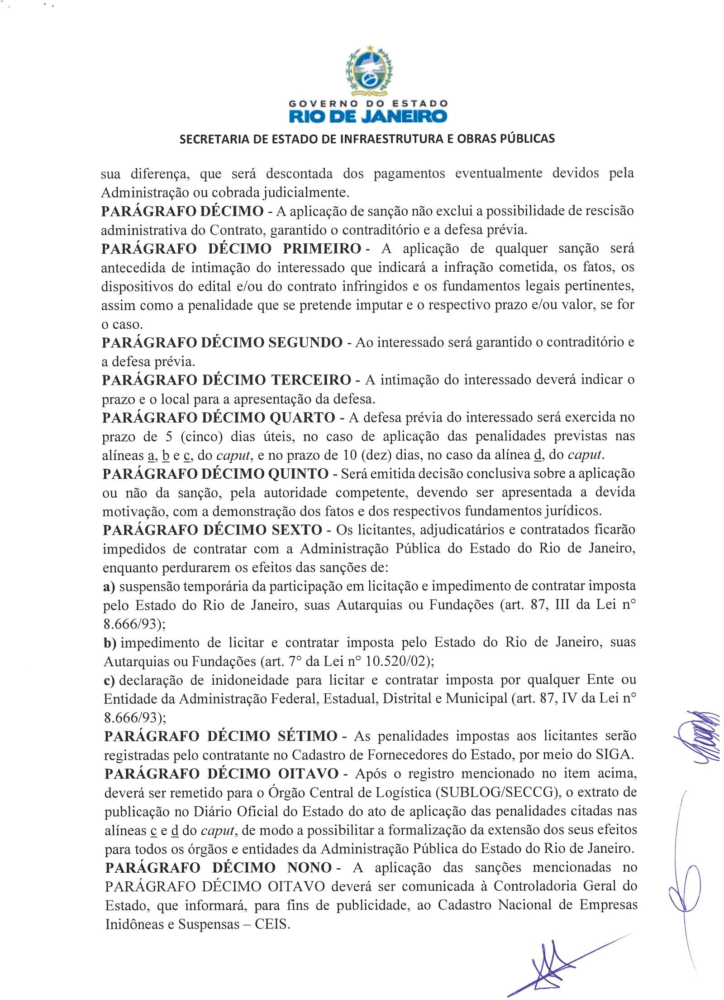 GOVERNO DO ESTADO
RIO DE JANEIRO
SECRETARIA DE ESTADO DE INFRAESTRUTURA E OBRAS PÚBLICAS
sua diferença, que será descontada dos pagamentos eventualmente devidos pela
Administração ou cobrada judicialmente.
PARÁGRAFO DÉCIMO - A aplicação de sanção não exclui a possibilidade de rescisão
administrativa do Contrato, garantido o contraditório e a defesa prévia.
PARÁGRAFO DÉCIMO PRIMEIRO - A aplicação de qualquer sanção será
antecedida de intimação do interessado que indicará a infração cometida, os fatos, os
dispositivos do edital e/ou do contrato infringidos e os fundamentos legais pertinentes,
assim como a penalidade que se pretende imputar e o respectivo prazo e/ou valor, se for
o caso.
PARÁGRAFO DÉCIMO SEGUNDO - Ao interessado será garantido o contraditório e
a defesa prévia.
PARÁGRAFO DÉCIMO TERCEIRO - A intimação do interessado deverá indicar o
prazo e o local para a apresentação da defesa.
PARÁGRAFO DÉCIMO QUARTO - A defesa prévia do interessado será exercida no
prazo de 5 (cinco) dias úteis, no caso de aplicação das penalidades previstas nas
alíneas a, b e c, do caput, e no prazo de 10 (dez) dias, no caso da alínea d, do caput.
PARÁGRAFO DÉCIMO QUINTO - Será emitida decisão conclusiva sobre a aplicação
ou não da sanção, pela autoridade competente, devendo ser apresentada a devida
motivação, com a demonstração dos fatos e dos respectivos fundamentos jurídicos.
PARÁGRAFO DÉCIMO SEXTO - Os licitantes, adjudicatários e contratados ficarão
impedidos de contratar com a Administração Pública do Estado do Rio de Janeiro,
enquanto perdurarem os efeitos das sanções de:
a) suspensão temporária da participação em licitação e impedimento de contratar imposta
pelo Estado do Rio de Janeiro, suas Autarquias ou Fundações (art. 87, III da Lei n°
8.666/93);
b) impedimento de licitar e contratar imposta pelo Estado do Rio de Janeiro, suas
Autarquias ou Fundações (art. 7° da Lei n° 10.520/02);
c) declaração de inidoneidade para licitar e contratar imposta por qualquer Ente ou
Entidade da Administração Federal, Estadual, Distrital e Municipal (art. 87, IV da Lei n°
8.666/93);
PARÁGRAFO DÉCIMO SÉTIMO - As penalidades impostas aos licitantes serão
registradas pelo contratante no Cadastro de Fornecedores do Estado, por meio do SIGA.
PARÁGRAFO DÉCIMO OITAVO - Após o registro mencionado no item acima,
deverá ser remetido para o Órgão Central de Logística (SUBLOG/SECCG), o extrato de
publicação no Diário Oficial do Estado do ato de aplicação das penalidades citadas nas
alíneas c e d do caput, de modo a possibilitar a formalização da extensão dos seus efeitos
para todos os órgãos e entidades da Administração Pública do Estado do Rio de Janeiro.
PARÁGRAFO DÉCIMO NONO - A aplicação das sanções mencionadas no
PARÁGRAFO DÉCIMO OITAVO deverá ser comunicada à Controladoria Geral do
Estado, que informará, para fins de publicidade, ao Cadastro Nacional de Empresas
Inidôneas e Suspensas – CEIS.